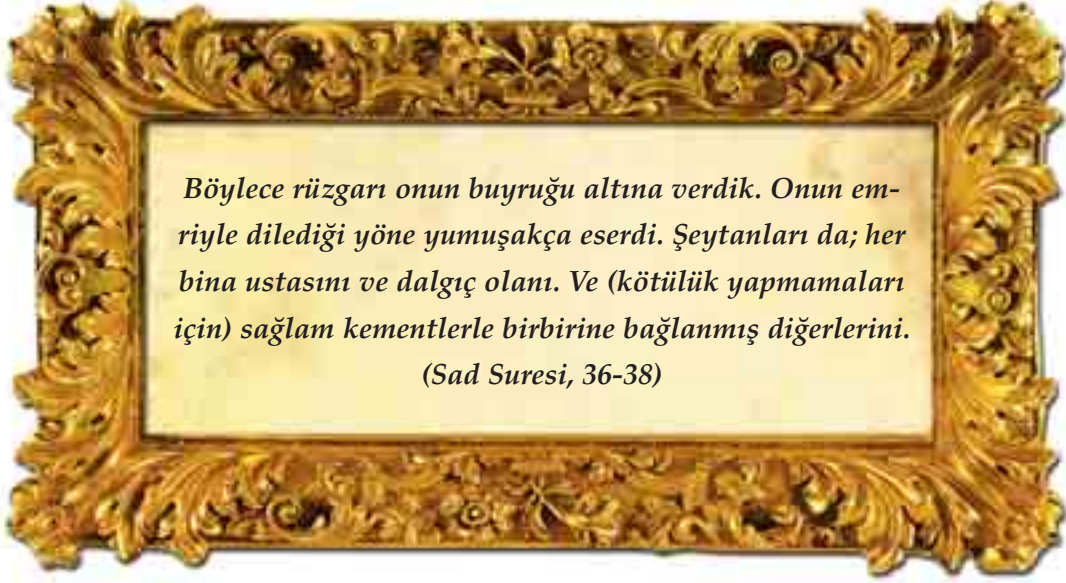 Böylece rüzgarı onun buyruğu altına verdik. Onun em-
riyle dilediği yöne yumuşakça eserdi. Şeytanları da; her
bina ustasını ve dalgıç olanı. Ve (kötülük yapmamaları
için) sağlam kementlerle birbirine bağlanmış diğerlerini.
(Sad Suresi, 36-38)